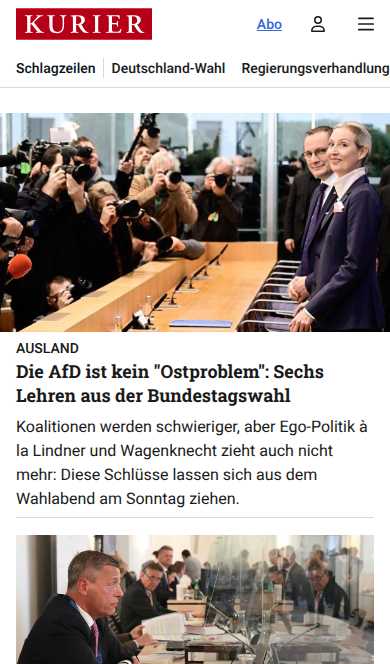 KURIER
Abo
Schlagzeilen
Deutschland-Wahl
Regierungsverhandlung
AUSLAND
Die AfD ist kein "Ostproblem": Sechs
Lehren aus der Bundestagswahl
Koalitionen werden schwieriger, aber Ego-Politik à
la Lindner und Wagenknecht zieht auch nicht
mehr: Diese Schlüsse lassen sich aus dem
Wahlabend am Sonntag ziehen.